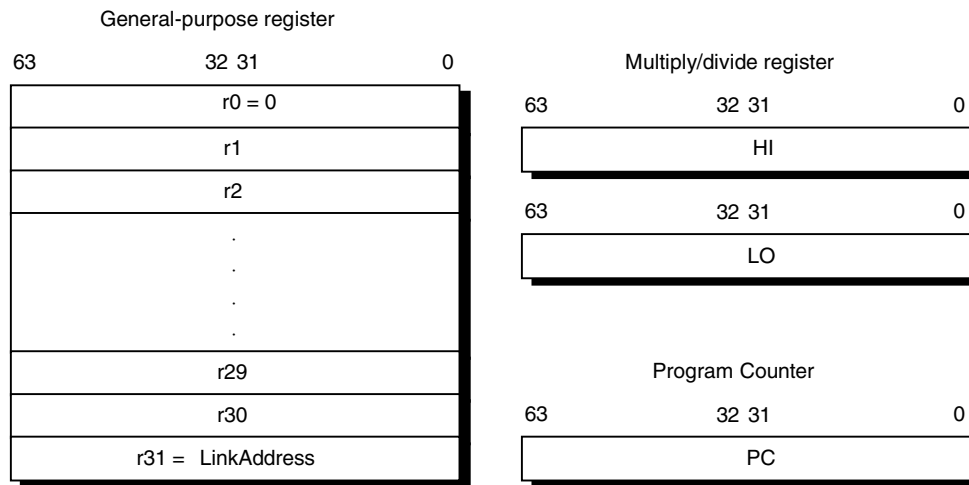 General-purpose register
63 32 31 0
r0 = 0
r1
r2
.
.
.
.
r29
r30
r31 = LinkAddress
Multiply/divide register
63 32 31 0
HI
63 32 31 0
LO
Program Counter
63 32 31 0
PC